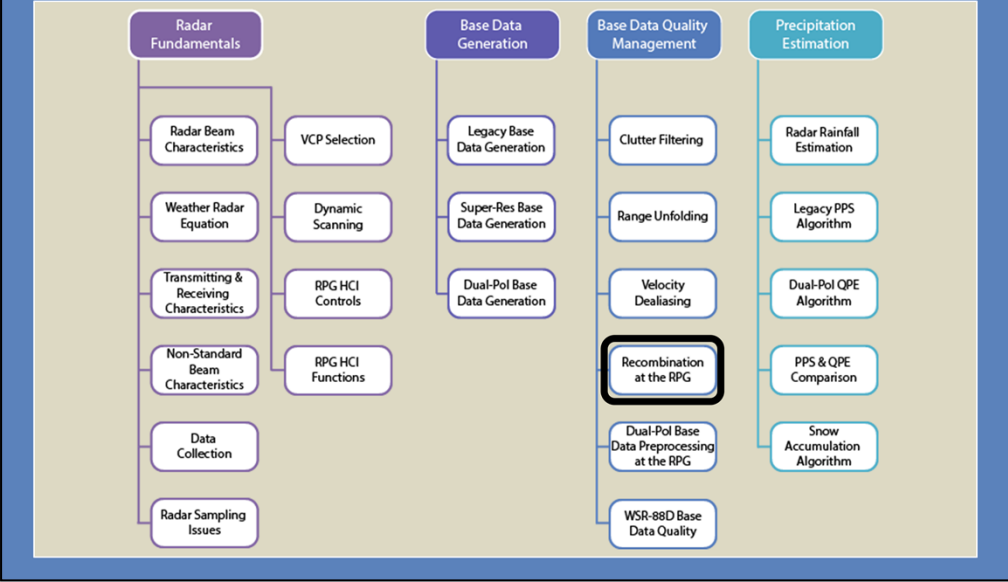 Radar
Fundamentals
Radar Beam
Characteristics
Weather Radar
Equation
Transmitting &
Receiving
Characteristics
Non-Standard
Beam
Characteristics
Data
Collection
Radar Sampling
Issues
VCP Selection
Dynamic
Scanning
RPG HCI
Controls
RPG HCI
Functions
Base Data
Generation
Legacy Base
Data Generation
Super-Res Base
Data Generation
Dual-Pol Base
Data Generation
Base Data Quality
Management
Clutter Filtering
Range Unfolding
Velocity
Dealiasing
Recombination
at the RPG
Dual-Pol Base
Data Preprocessing
at the RPG
WSR-88D Base
Data Quality
Precipitation
Estimation
Radar Rainfall
Estimation
Legacy PPS
Algorithm
Dual-Pol QPE
Algorithm
PPS & QPE
Comparison
Snow
Accumulation
Algorithm